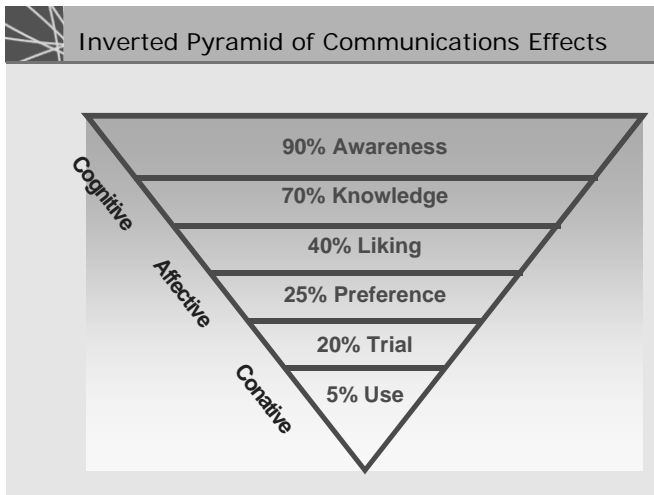 Inverted Pyramid of Communications Effects
90% Awareness
Cognitive
70% Knowledge
40% Liking
Affective
25% Preference
20% Trial
Conative
5% Use